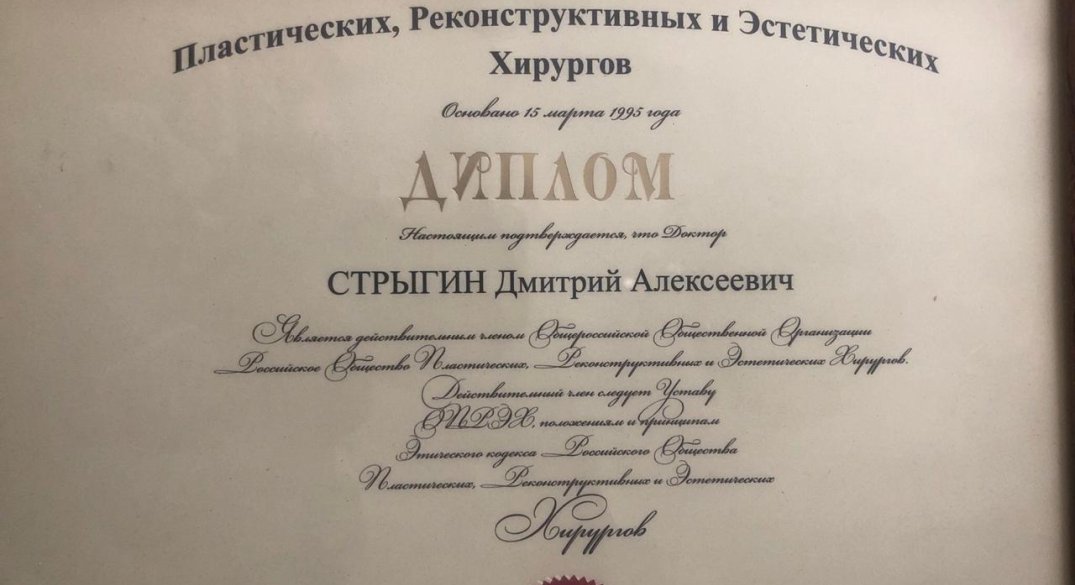 Пластических, Реконструктивных и Эстетических
Хирургов
Основано 15 марта 1995 года
ДИПЛОМ
Настоящим подтверждается, что Доктор
СТРЫГИН Дмитрий Алексеевич
Является действительным членом Общероссийской Общественной Организации
Российское Общество Пластических, Реконструктивных и Эстетических Хирургов.
Действительный член следует Уставу
ОПРЭХ, положениям и принципам
Этического кодекса Российского Общества
Пластических, Реконструктивных и Эстетических
Хирургов